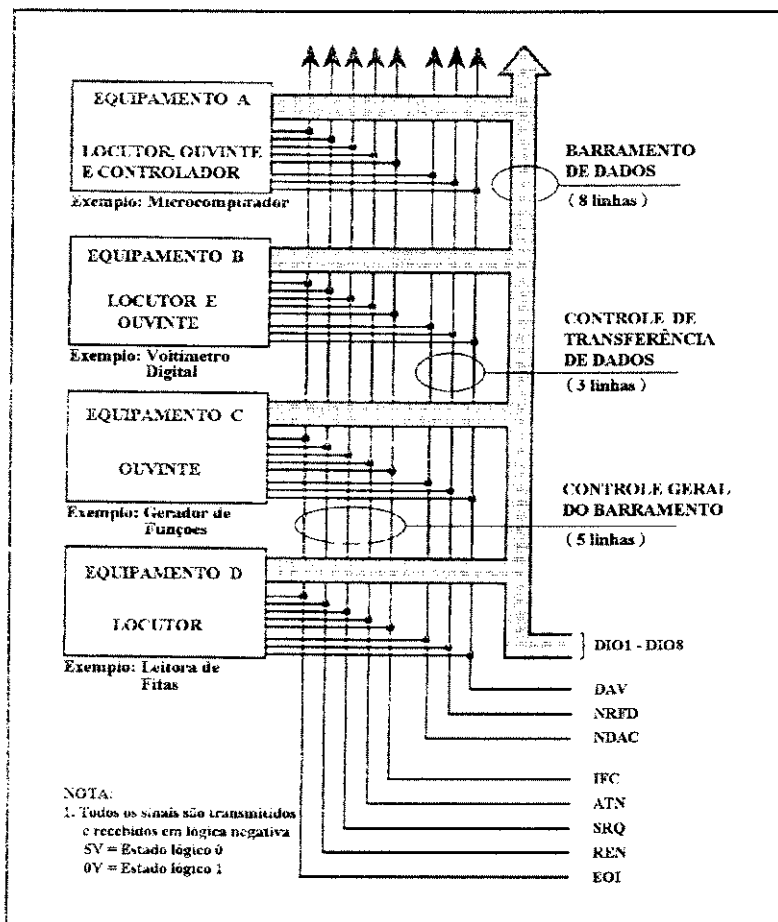 EQUIPAMENTO A
LOCUTOR, OUVINTE
E CONTROLADOR
Exemplo: Microcomputador
EQUIPAMENTO B
LOCUTOR E
OUVINTE
Exemplo: Voltímetro
Digital
EQUIPAMENTO C
OUVINTE
Exemplo: Gerador de
Funções
EQUIPAMENTO D
LOCUTOR
Exemplo: Leitora de
Fitas
BARRAMENTO
DE DADOS
( 8 linhas )
CONTROLE DE
TRANSFERÊNCIA
DE DADOS
( 3 linhas )
CONTROLE GERAL
DO BARRAMENTO
( 5 linhas )
DIO1 - DIO8
DAV
NRFD
NDAC
IFC
ATN
SRQ
REN
EOI
NOTA:
1. Todos os sinais são transmitidos
e recebidos em lógica negativa
5V = Estado lógico 0
0V = Estado lógico 1